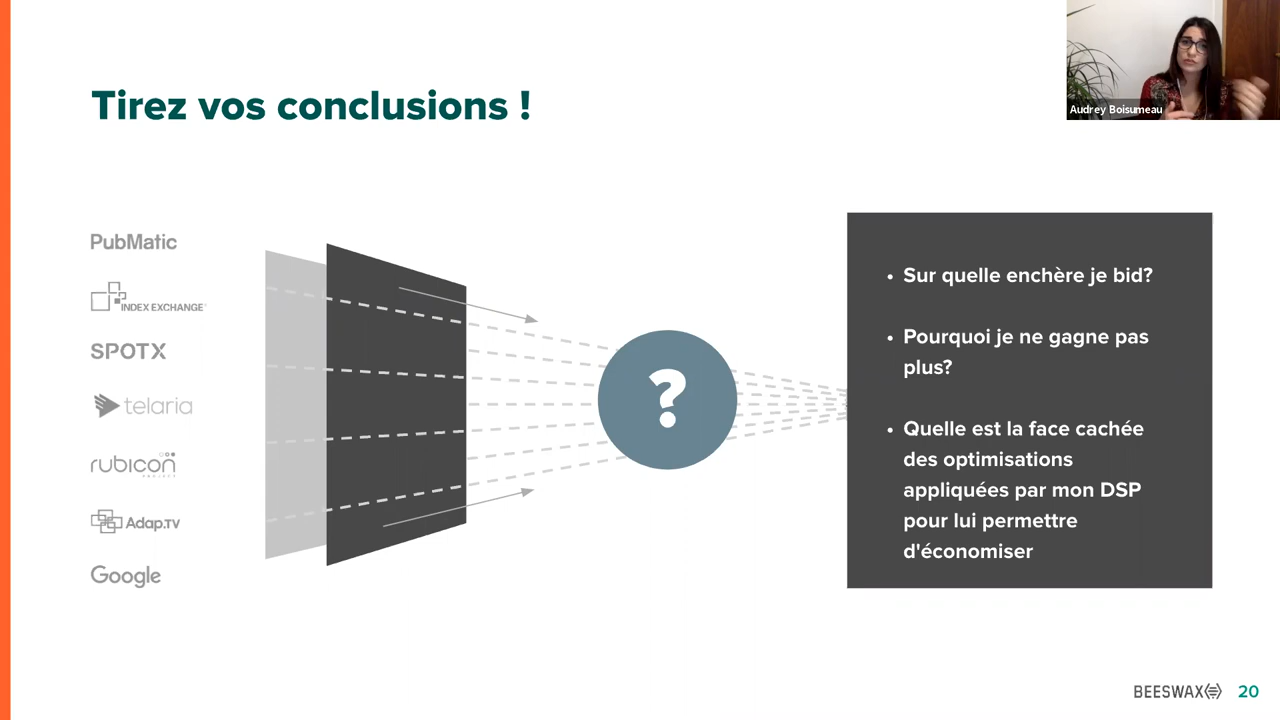 Audrey Boisumeau
Tirez vos conclusions !
PubMatic
INDEX EXCHANGE
SPOTX
telaria
rubicon
PROJECT
Adap.TV
Google
?
• Sur quelle enchère je bid?
• Pourquoi je ne gagne pas
plus?
• Quelle est la face cachée
des optimisations
appliquées par mon DSP
pour lui permettre
d'économiser
BEESWAX 20